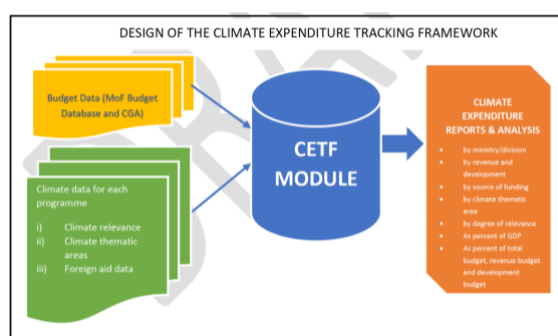 DESIGN OF THE CLIMATE EXPENDITURE TRACKING FRAMEWORK
Budget Data (MoF Budget
Database and CGA)
Climate data for each
programme
i) Climate relevance
ii) Climate thematic
areas
iii) Foreign aid data
CETF
MODULE
CLIMATE
EXPENDITURE
REPORTS & ANALYSIS
• by ministry/division
• by revenue and
development
• by source of funding
• by climate thematic
area
• by degree of relevance
• As percent of GDP
• As percent of total
budget, revenue budget
and development
budget